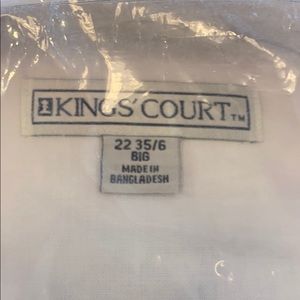 KINGS' COURT™
22 35/6
BIG
MADE IN
BANGLADESH